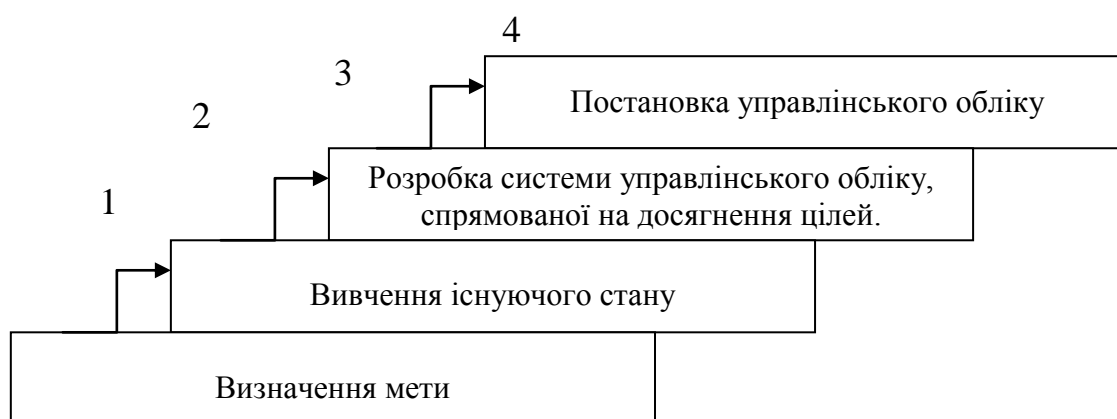 4
Постановка управлінського обліку
3
2
Розробка системи управлінського обліку,
спрямованої на досягнення цілей.
1
Вивчення існуючого стану
Визначення мети